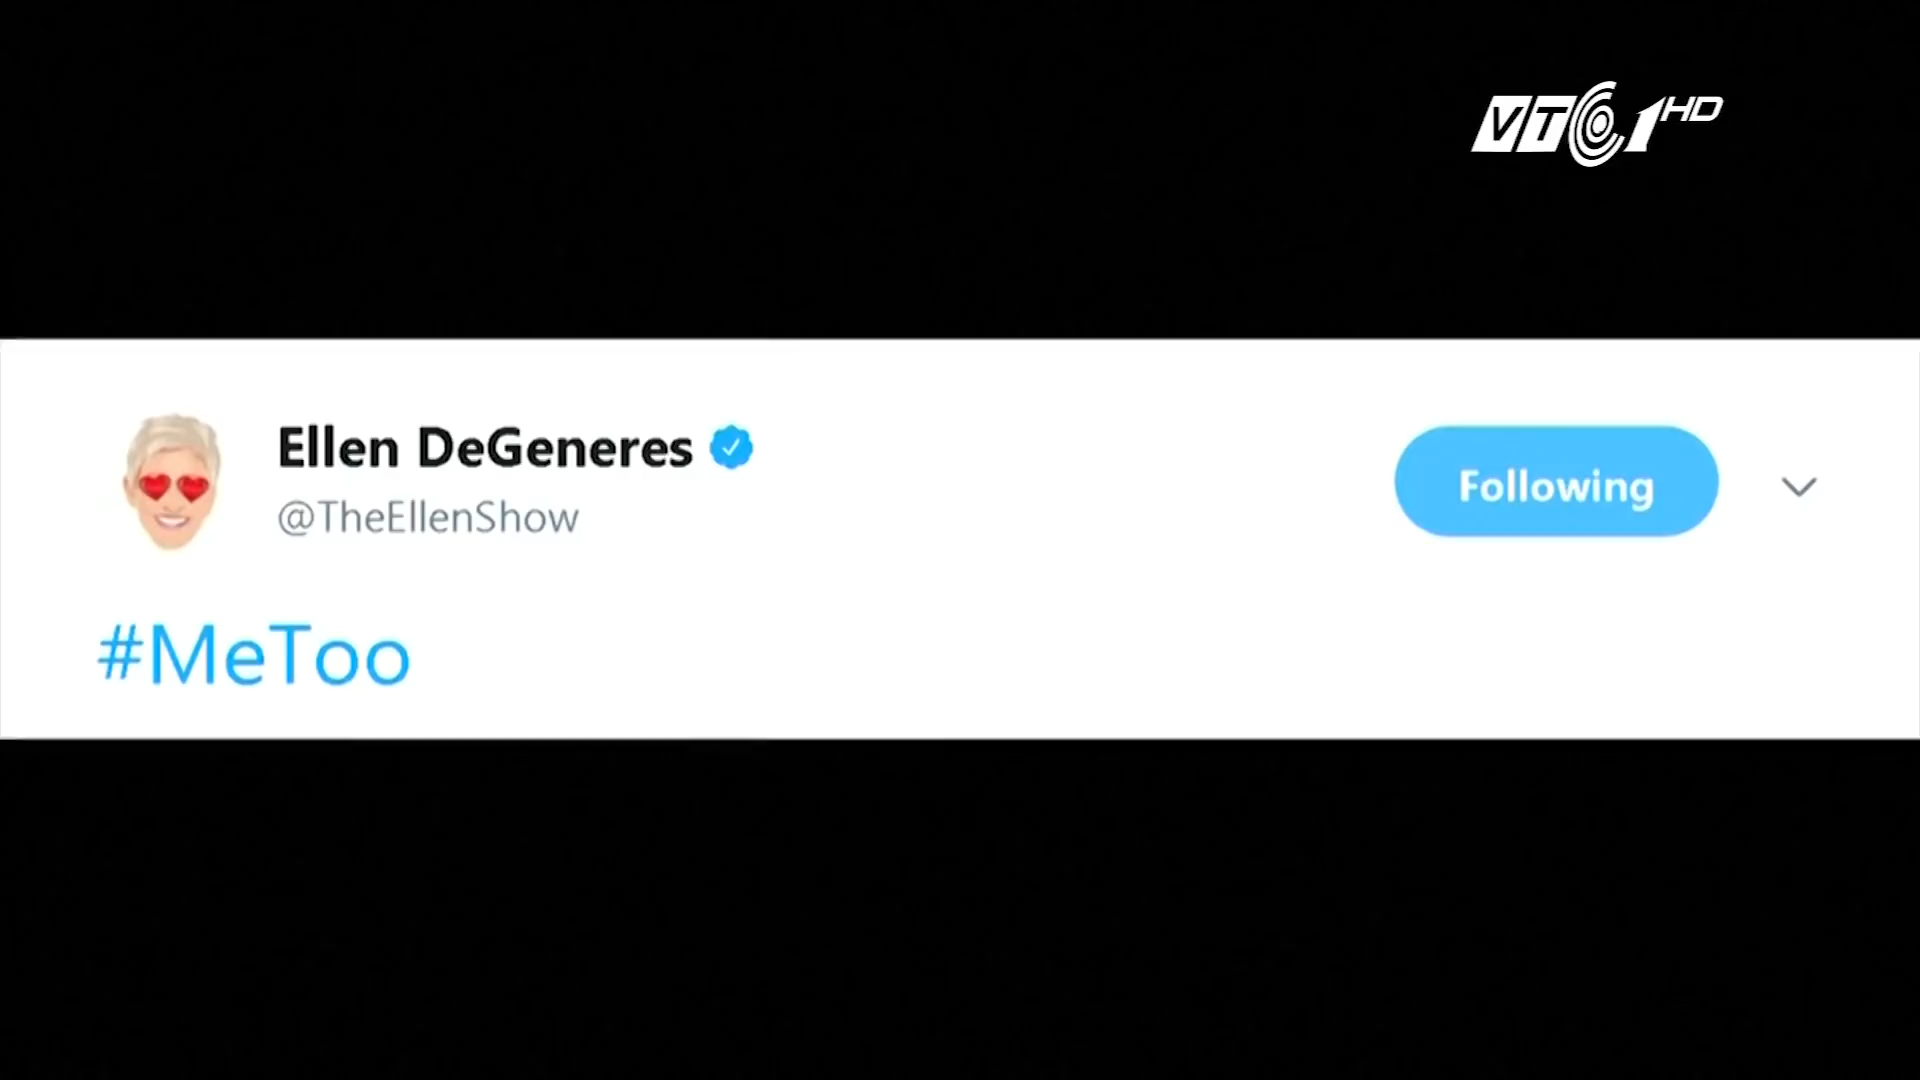 VTC1 HD
Ellen DeGeneres
@TheEllenShow
Following
#MeToo